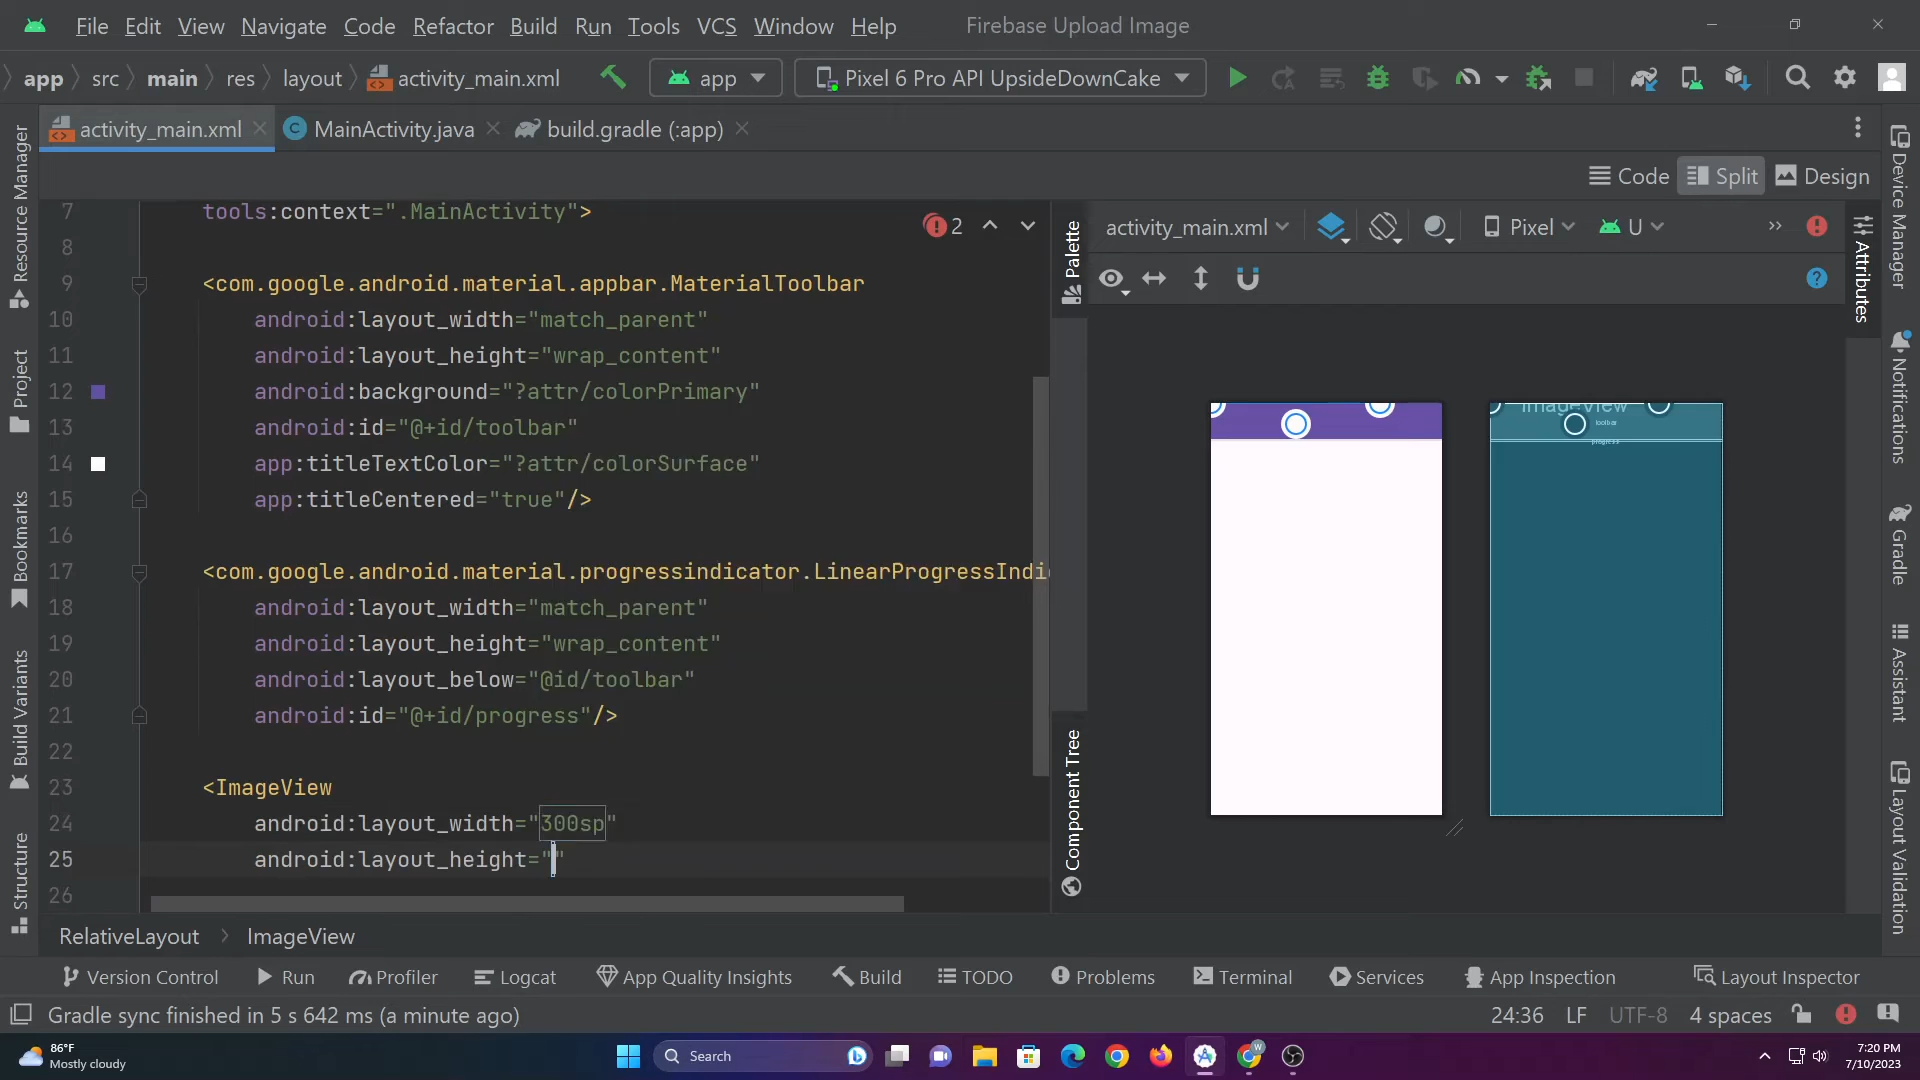 File Edit View Navigate Code Refactor Build Run Tools VCS Window Help Firebase Upload Image
app src main res layout activity_main.xml app Pixel 6 Pro API UpsideDownCake
activity_main.xml MainActivity.java build.gradle (:app)
Code Split Design
activity_main.xml Pixel U
2
7 tools:context=".MainActivity">
8
9 <com.google.android.material.appbar.MaterialToolbar
10 android:layout_width="match_parent"
11 android:layout_height="wrap_content"
12 android:background="?attr/colorPrimary"
13 android:id="@+id/toolbar"
14 app:titleTextColor="?attr/colorSurface"
15 app:titleCentered="true"/>
16
17 <com.google.android.material.progressindicator.LinearProgressIndi
18 android:layout_width="match_parent"
19 android:layout_height="wrap_content"
20 android:layout_below="@id/toolbar"
21 android:id="@+id/progress"/>
22
23 <ImageView
24 android:layout_width="300sp"
25 android:layout_height=""
26
Resource Manager
Project
Bookmarks
Build Variants
Structure
Palette
Component Tree
ImageView
toolbar
progress
Attributes
Device Manager
Notifications
Gradle
Assistant
Layout Validation
RelativeLayout ImageView
Version Control Run Profiler Logcat App Quality Insights Build TODO Problems Terminal Services App Inspection Layout Inspector
Gradle sync finished in 5 s 642 ms (a minute ago) 24:36 LF UTF-8 4 spaces
86°F
Mostly cloudy
Search
W
7:20 PM
7/10/2023